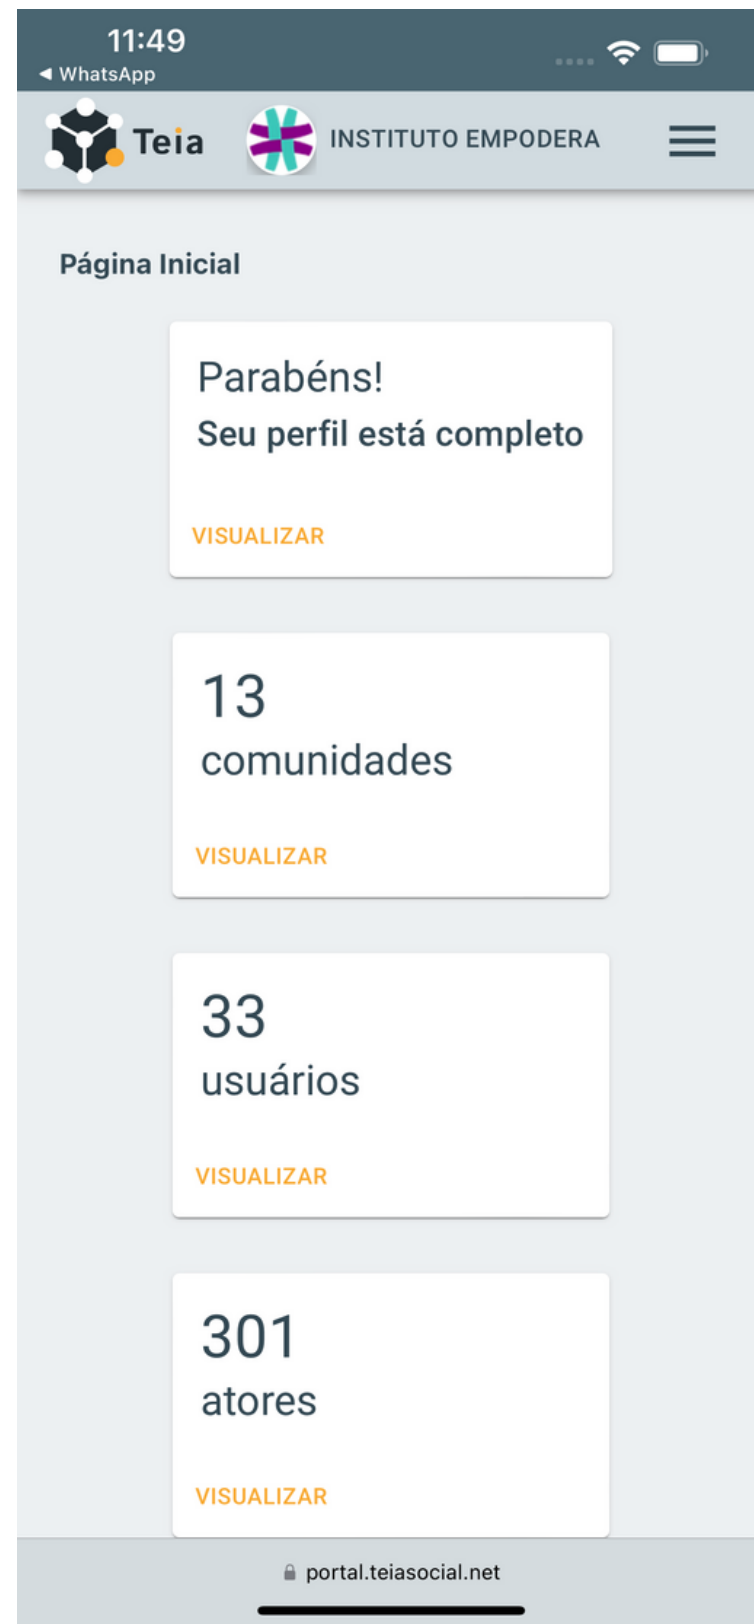 11:49
◀ WhatsApp
Teia
INSTITUTO EMPODERA
Página Inicial
Parabéns!
Seu perfil está completo
VISUALIZAR
13
comunidades
VISUALIZAR
33
usuários
VISUALIZAR
301
atores
VISUALIZAR
portal.teiasocial.net